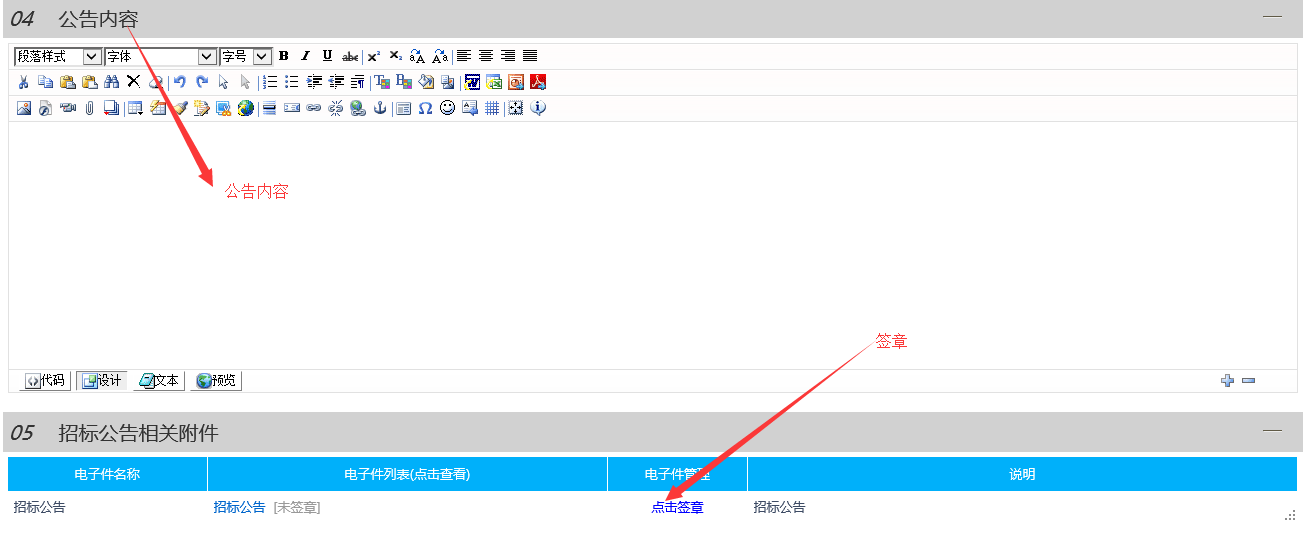 04 公告内容
段落样式 字体 字号 B I U abc x² x₂
公告内容
签章
代码 设计 文本 预览
05 招标公告相关附件
电子件名称 电子件列表(点击查看) 电子件管理 说明
招标公告 招标公告 [未签章] 点击签章 招标公告